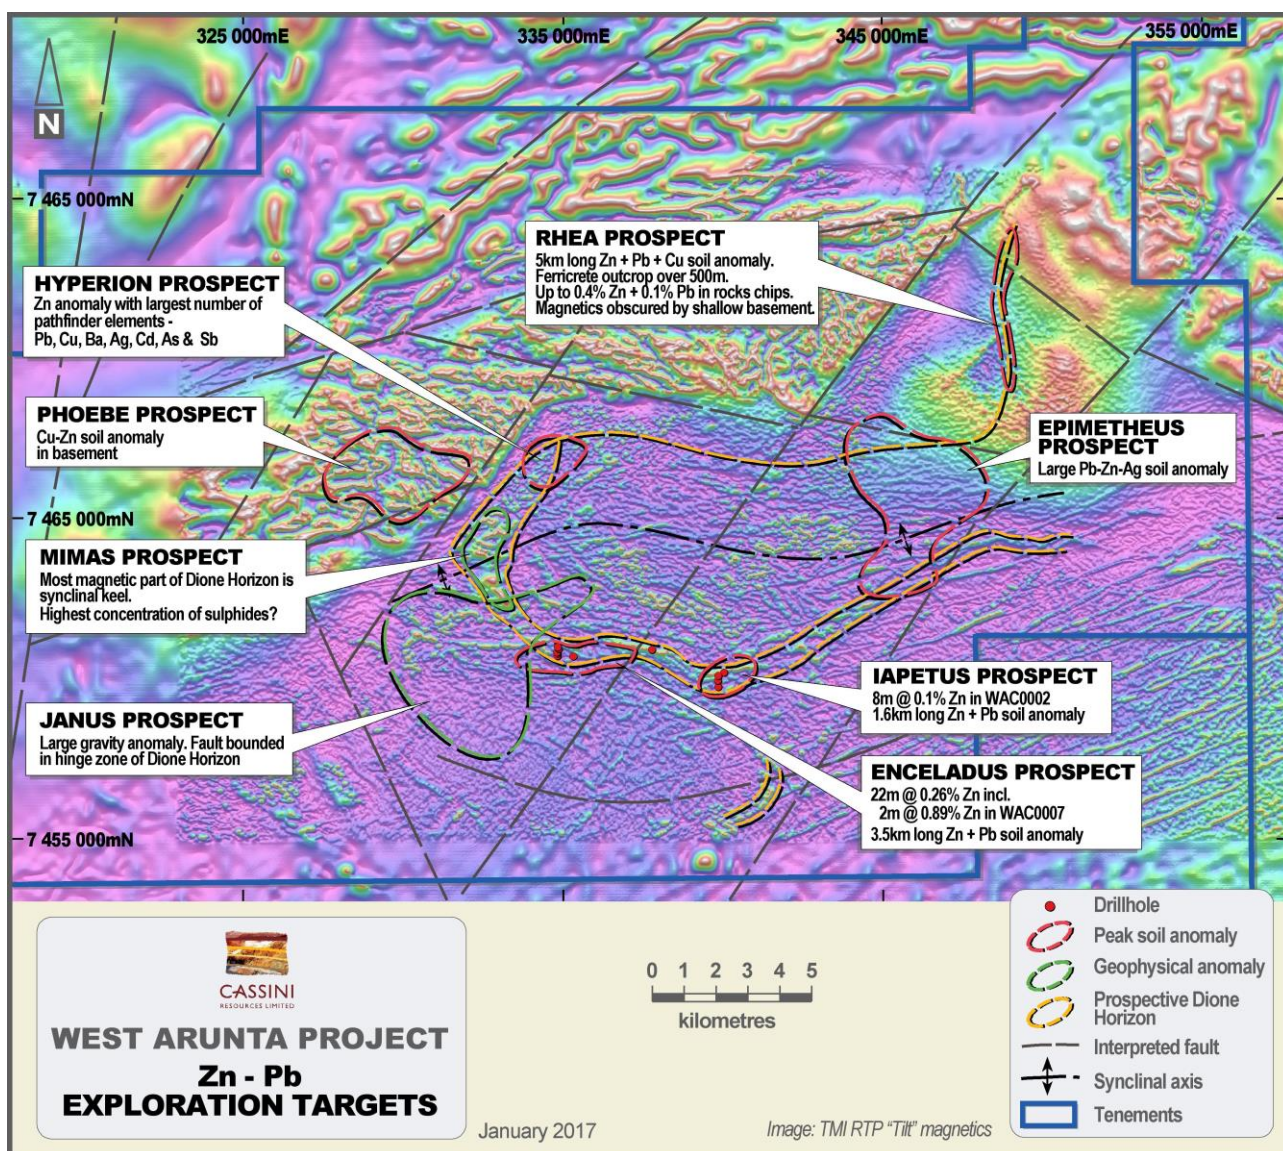 325 000mE
335 000mE
345 000mE
355 000mE
N
7 465 000mN
RHEA PROSPECT
5km long Zn + Pb + Cu soil anomaly.
Ferricrete outcrop over 500m.
Up to 0.4% Zn + 0.1% Pb in rocks chips.
Magnetics obscured by shallow basement.
HYPERION PROSPECT
Zn anomaly with largest number of
pathfinder elements -
Pb, Cu, Ba, Ag, Cd, As & Sb
PHOEBE PROSPECT
Cu-Zn soil anomaly
in basement
EPIMETHEUS
PROSPECT
Large Pb-Zn-Ag soil anomaly
7 465 000mN
MIMAS PROSPECT
Most magnetic part of Dione Horizon is
synclinal keel.
Highest concentration of sulphides?
JANUS PROSPECT
Large gravity anomaly. Fault bounded
in hinge zone of Dione Horizon
IAPETUS PROSPECT
8m @ 0.1% Zn in WAC0002
1.6km long Zn + Pb soil anomaly
ENCELADUS PROSPECT
22m @ 0.26% Zn incl.
2m @ 0.89% Zn in WAC0007
3.5km long Zn + Pb soil anomaly
7 455 000mN
CASSINI
RESOURCES LIMITED
WEST ARUNTA PROJECT
Zn - Pb
EXPLORATION TARGETS
January 2017
0 1 2 3 4 5
kilometres
Image: TMI RTP "Tilt" magnetics
Drillhole
Peak soil anomaly
Geophysical anomaly
Prospective Dione
Horizon
Interpreted fault
Synclinal axis
Tenements